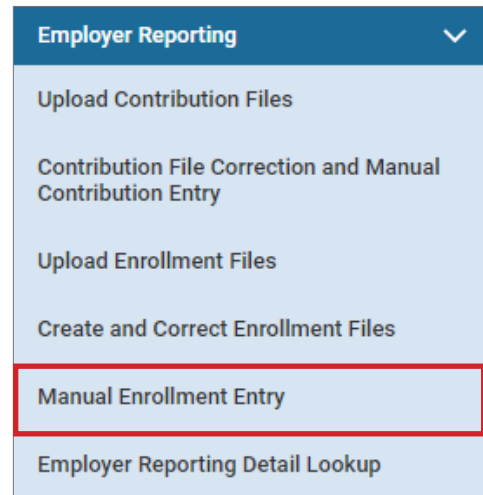 Employer Reporting
Upload Contribution Files
Contribution File Correction and Manual
Contribution Entry
Upload Enrollment Files
Create and Correct Enrollment Files
Manual Enrollment Entry
Employer Reporting Detail Lookup